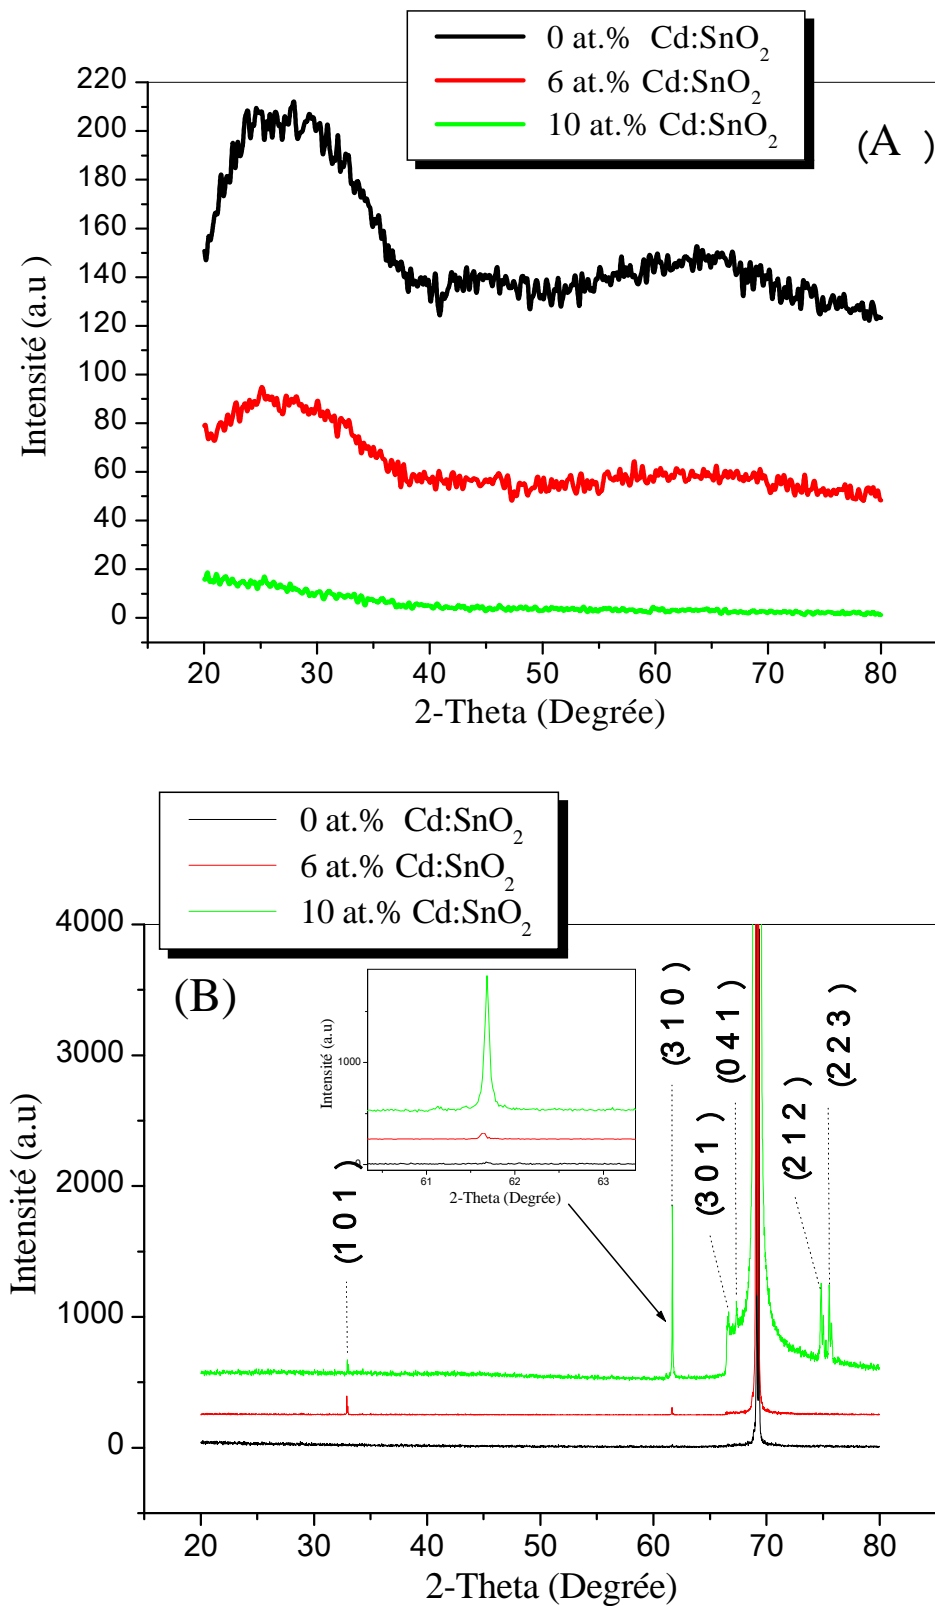 0 at.% Cd:SnO2
6 at.% Cd:SnO2
10 at.% Cd:SnO2
(A )
220
200
180
160
140
120
100
80
60
40
20
0
Intensité (a.u
20 30 40 50 60 70 80
2-Theta (Degrée)
0 at.% Cd:SnO2
6 at.% Cd:SnO2
10 at.% Cd:SnO2
(B)
4000
3000
2000
1000
0
Intensité (a.u)
1000
0
Intensité (a.u)
61 62 63
2-Theta (Degrée)
(1 0 1 )
(3 1 0 )
(3 0 1 )
(0 4 1 )
(2 1 2 )
(2 2 3 )
20 30 40 50 60 70 80
2-Theta (Degrée)